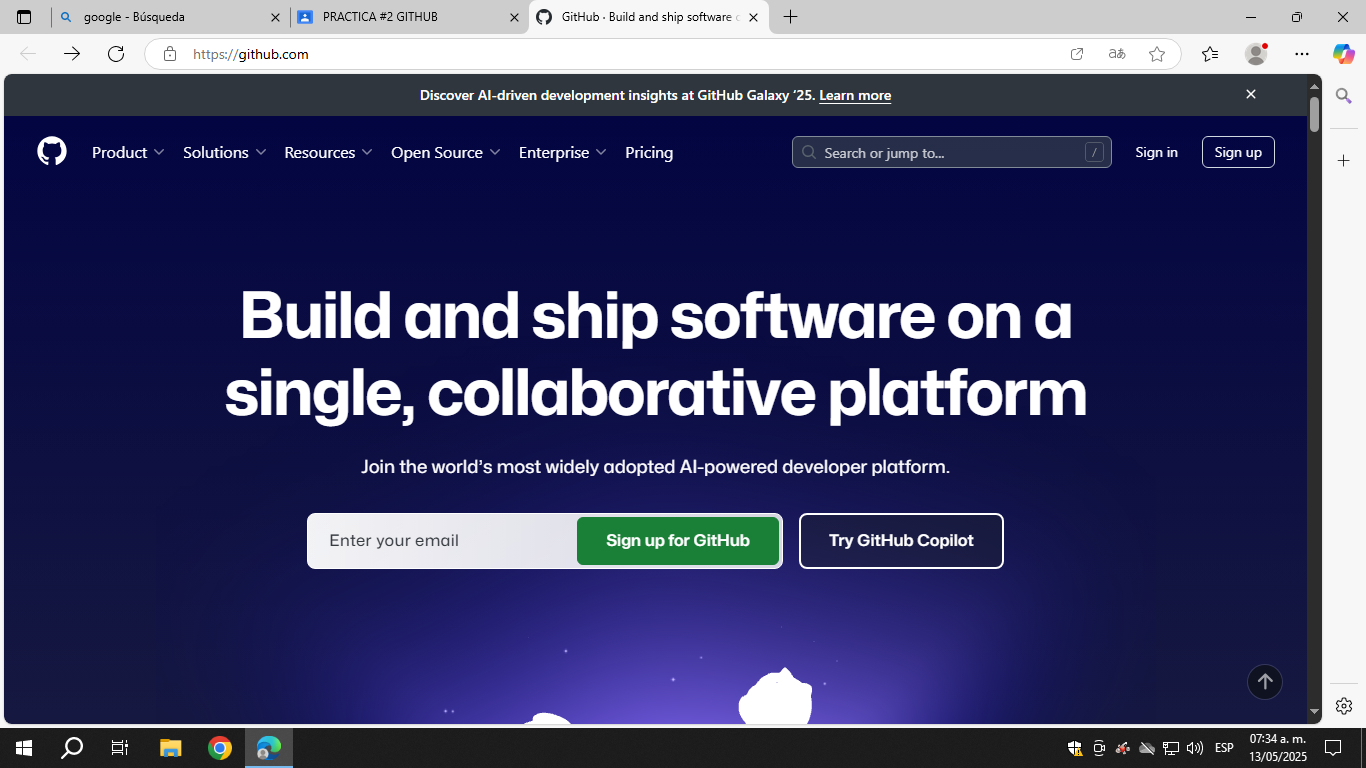 google - Búsqueda
PRACTICA #2 GITHUB
GitHub · Build and ship software
https://github.com
Discover AI-driven development insights at GitHub Galaxy ‘25. Learn more
Product Solutions Resources Open Source Enterprise Pricing Search or jump to... / Sign in Sign up
Build and ship software on a
single, collaborative platform
Join the world’s most widely adopted AI-powered developer platform.
Enter your email Sign up for GitHub Try GitHub Copilot
ESP
07:34 a. m.
13/05/2025